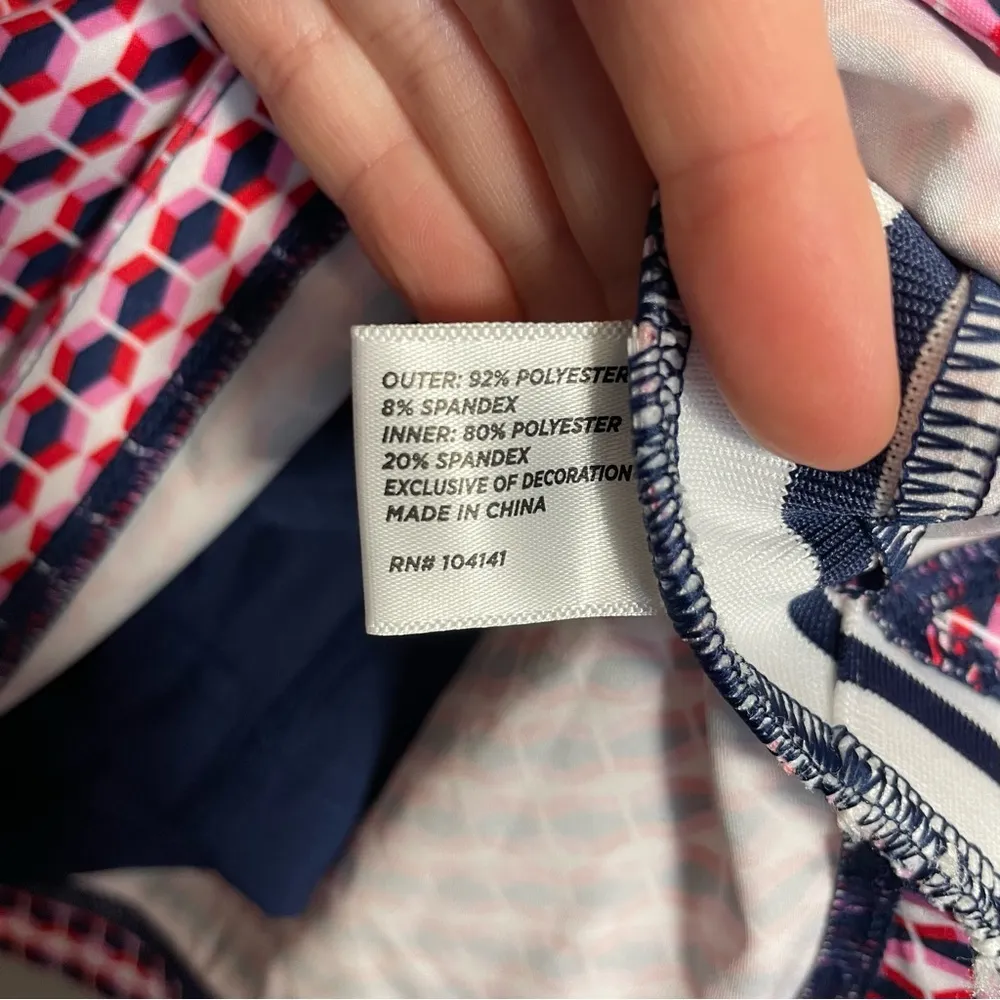 OUTER: 92% POLYESTER
8% SPANDEX
INNER: 80% POLYESTER
20% SPANDEX
EXCLUSIVE OF DECORATION
MADE IN CHINA
RN# 104141